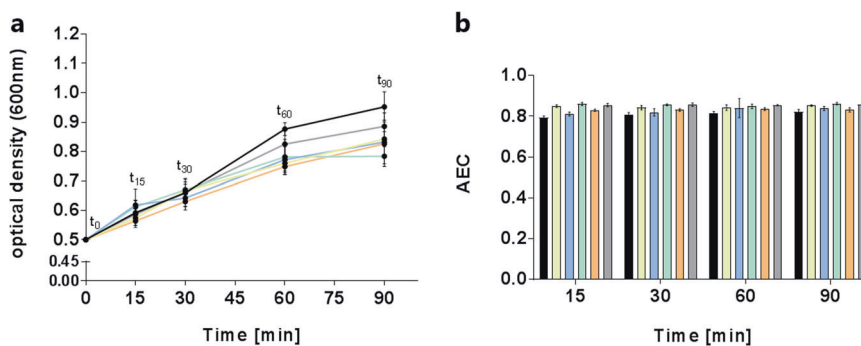 a
optical density (600nm)
1.2
1.1
1.0
0.9
0.8
0.7
0.6
0.5
0.45
0.00
t0
t15
t30
t60
t90
0 15 30 45 60 75 90
Time [min]
b
AEC
1.0
0.8
0.6
0.4
0.2
0.0
15 30 60 90
Time [min]